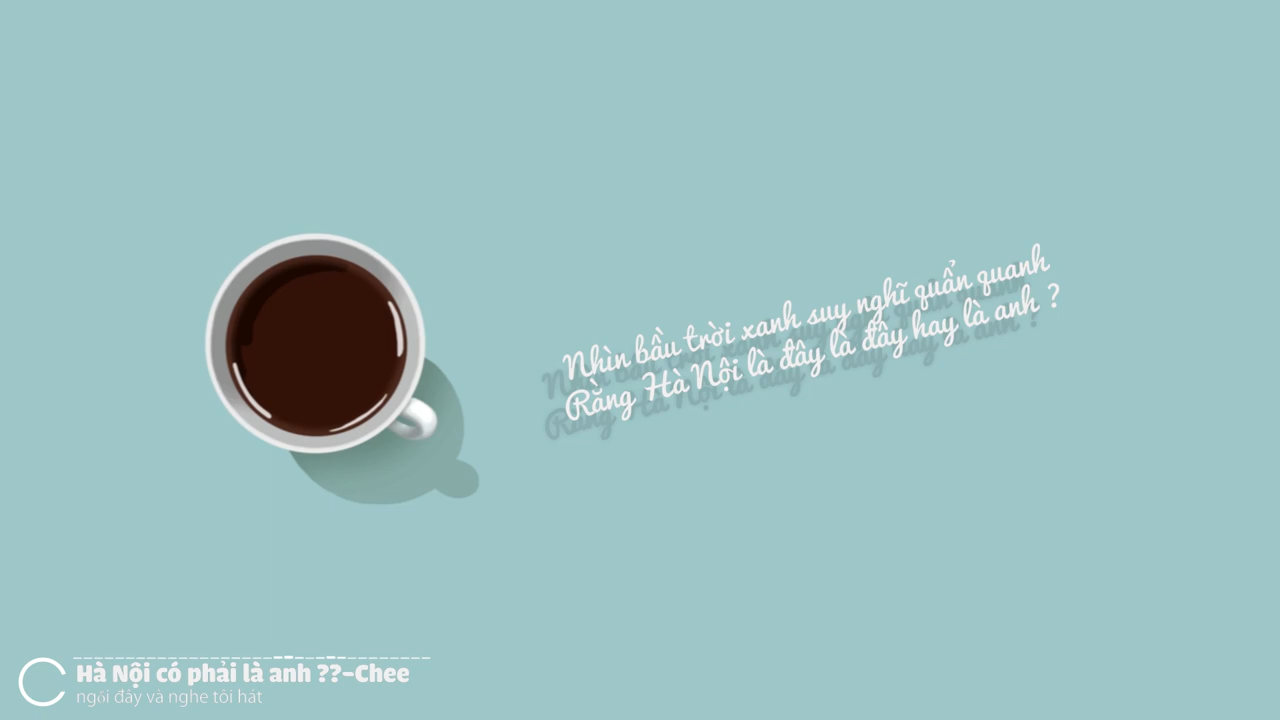 Nhìn bầu trời xanh suy nghĩ quẩn quanh
Rằng Hà Nội là đây là đây hay là anh ?
Hà Nội có phải là anh ??-Chee
ngồi đây và nghe tôi hát